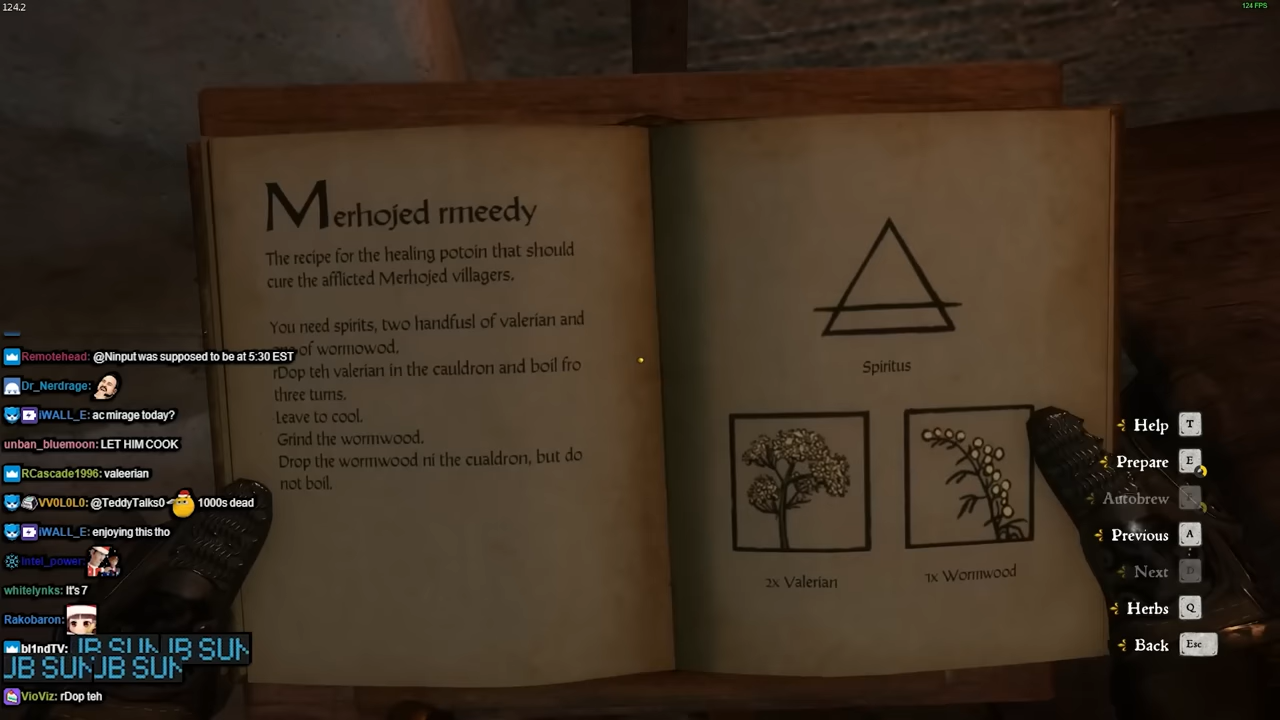 124.2
124 FPS
Merhojed rmeedy
The recipe for the healing potoin that should
cure the afflicted Merhojed villagers.
You need spirits, two handfusl of valerian and
of wormowod.
rDop teh valerian in the cauldron and boil fro
three turns.
Leave to cool.
Grind the wormwood.
Drop the wormwood ni the cualdron, but do
not boil.
Spiritus
2x Valerian
1x Wormwood
Help T
Prepare E
Autobrew
Previous A
Next D
Herbs Q
Back Esc
Remotehead: @Ninput was supposed to be at 5:30 EST
Dr_Nerdrage:
iWALL_E: ac mirage today?
unban_bluemoon: LET HIM COOK
RCascade1996: valeerian
VV0L0L0: @TeddyTalks0 1000s dead
iWALL_E: enjoying this tho
intel_power:
whitelynks: It's 7
Rakobaron:
bl1ndTV: JB SUN JB SUN
JB SUN JB SUN
VioViz: rDop teh